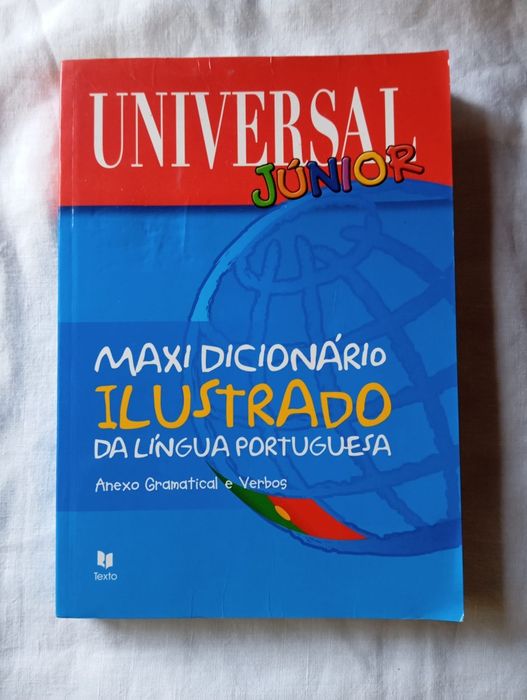 UNIVERSAL
JÚNIOR
MAXI DICIONÁRIO
ILUSTRADO
DA LÍNGUA PORTUGUESA
Anexo Gramatical e Verbos
Texto